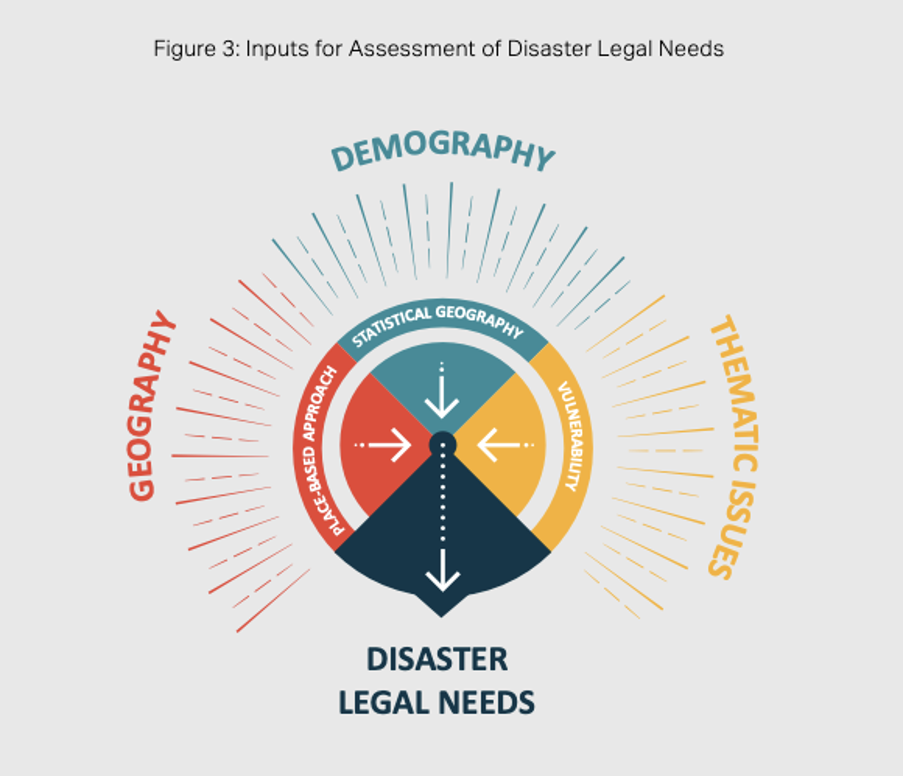 Figure 3: Inputs for Assessment of Disaster Legal Needs
DEMOGRAPHY
GEOGRAPHY
THEMATIC ISSUES
STATISTICAL GEOGRAPHY
PLACE-BASED APPROACH
VULNERABILITY
DISASTER
LEGAL NEEDS